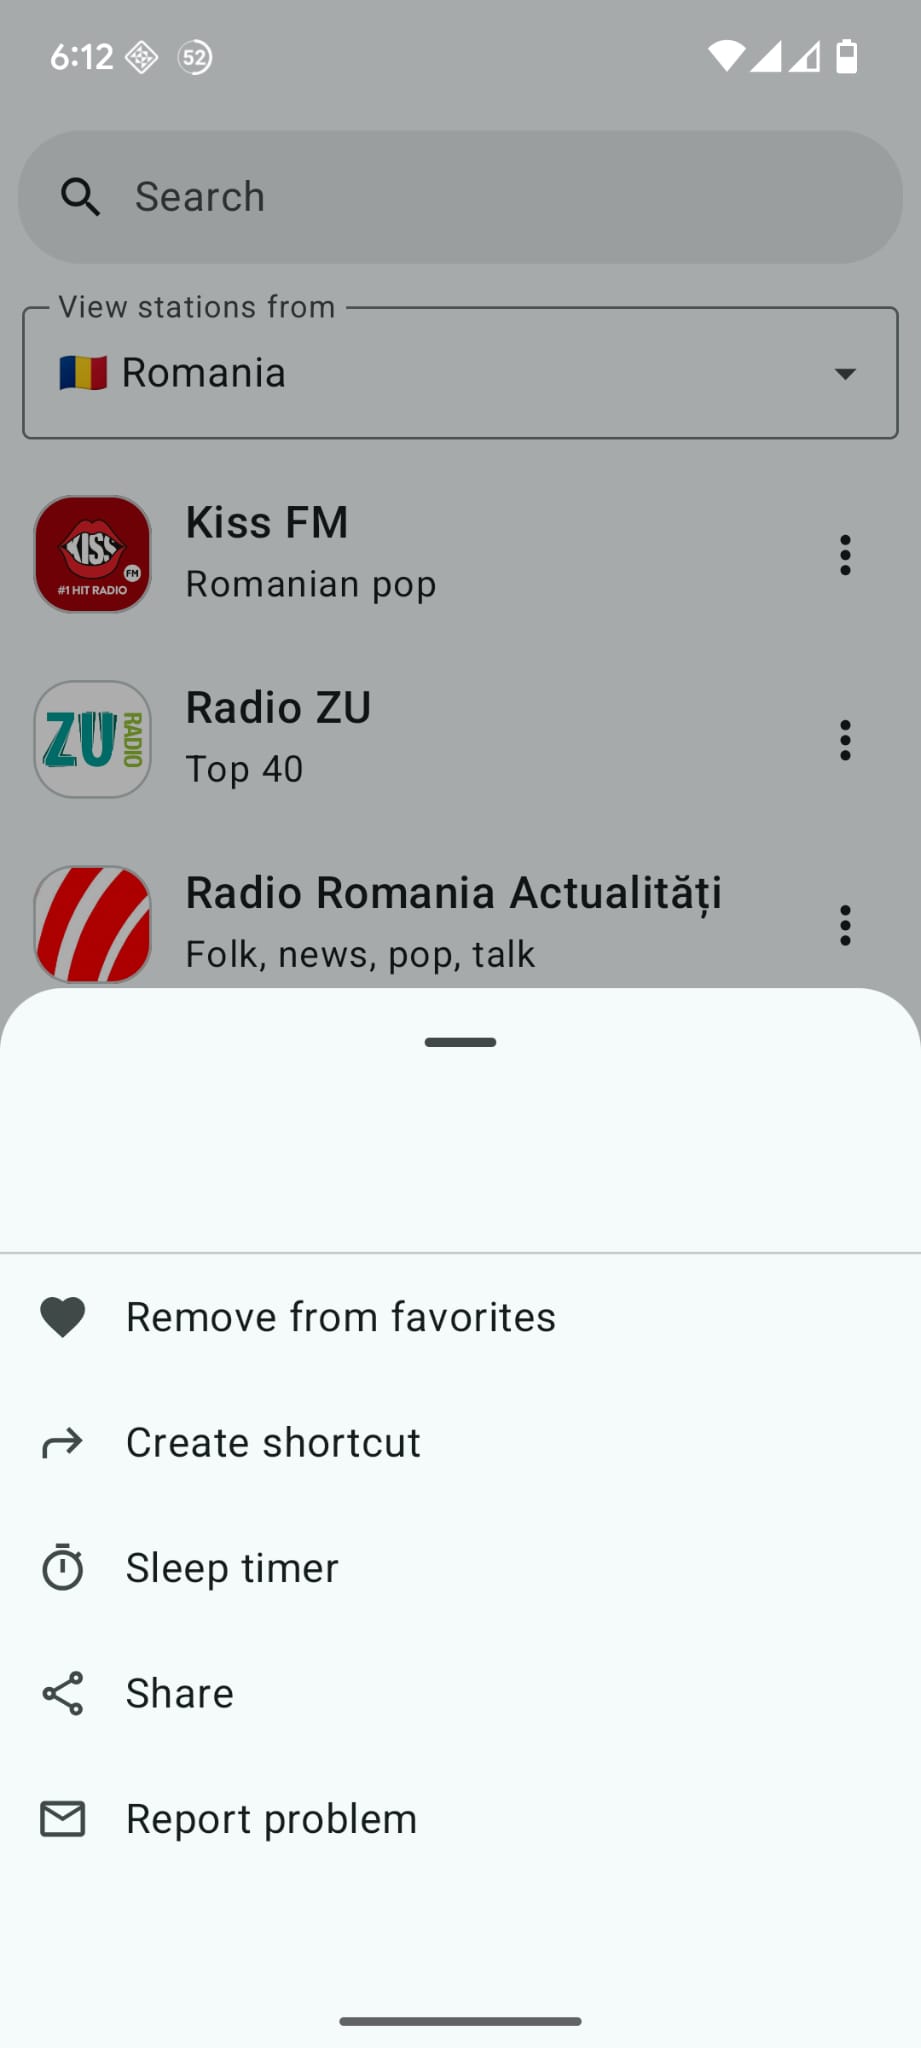 6:12 52
Search
View stations from
🇷🇴 Romania
KISS
FM
#1 HIT RADIO
Kiss FM
Romanian pop
ZU RADIO
Radio ZU
Top 40
Radio Romania Actualități
Folk, news, pop, talk
Remove from favorites
Create shortcut
Sleep timer
Share
Report problem